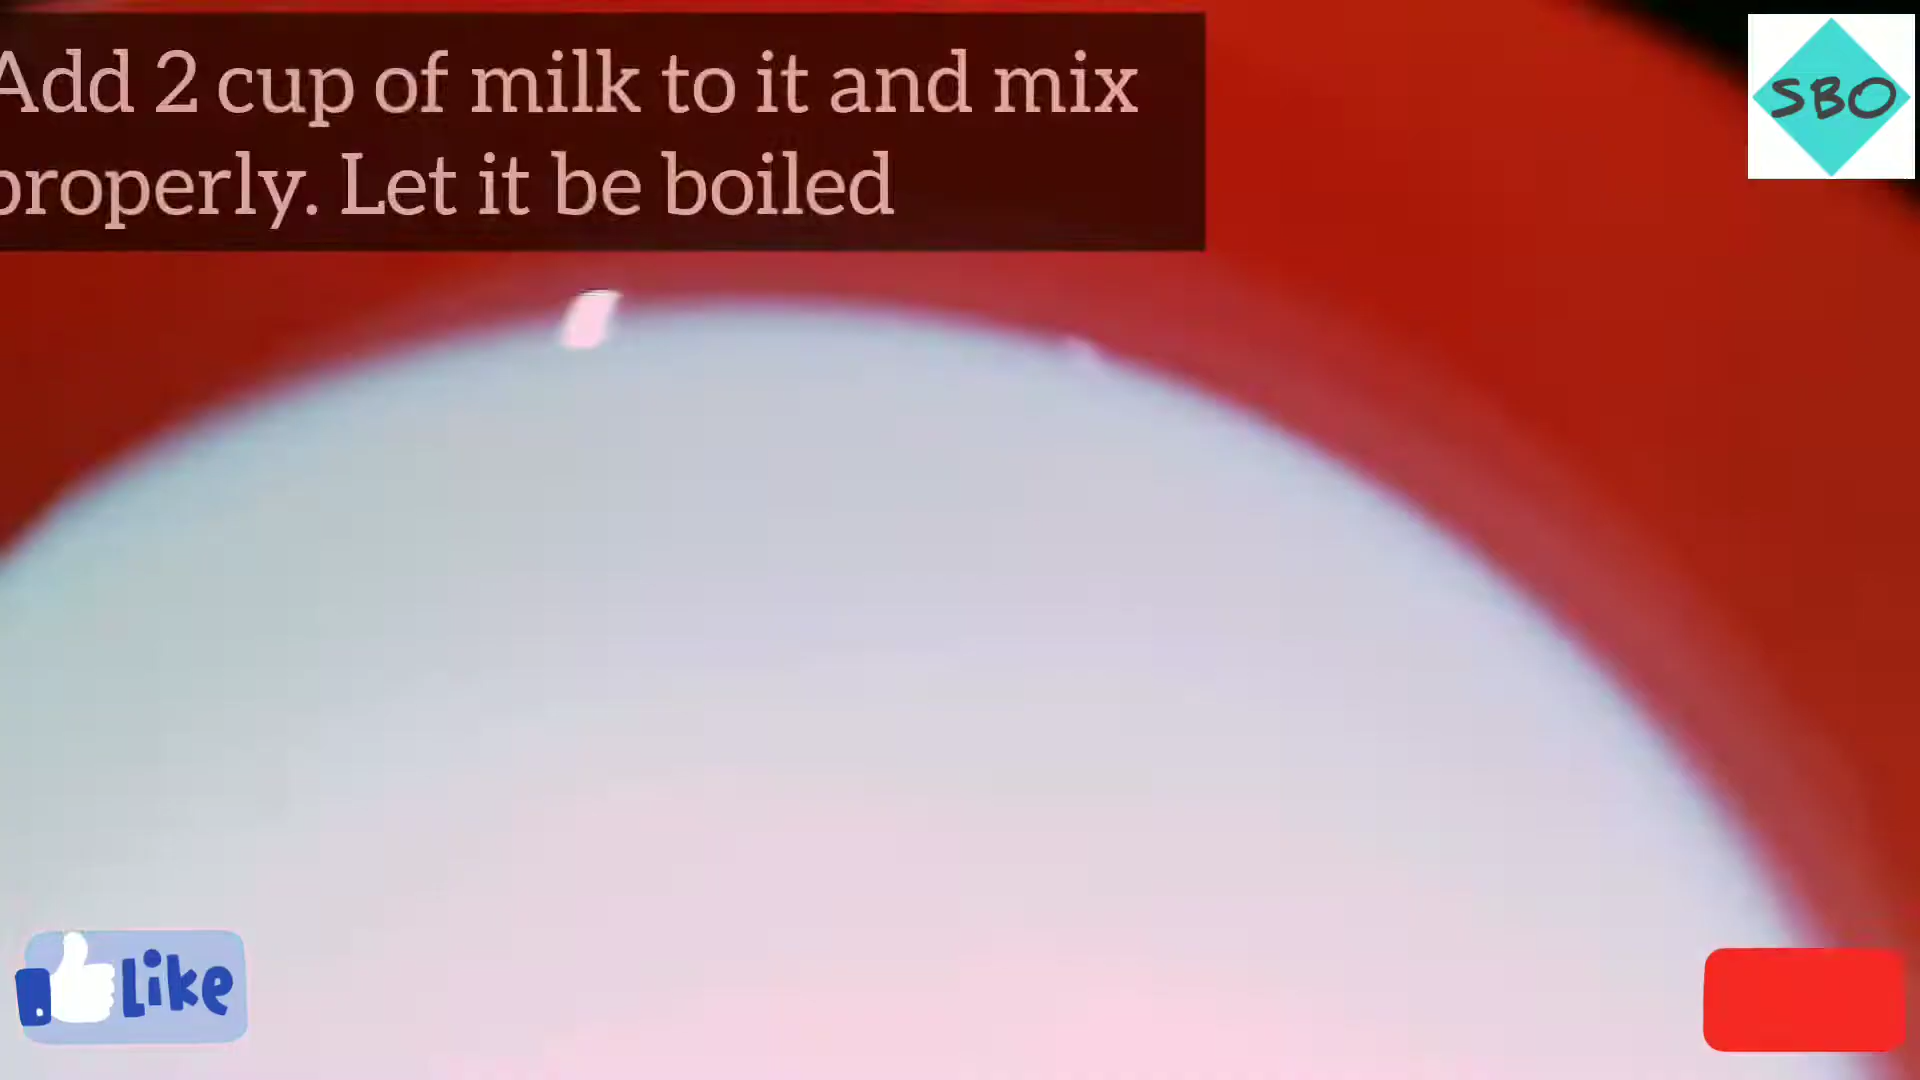 Add 2 cup of milk to it and mix
properly. Let it be boiled
SBO
Like